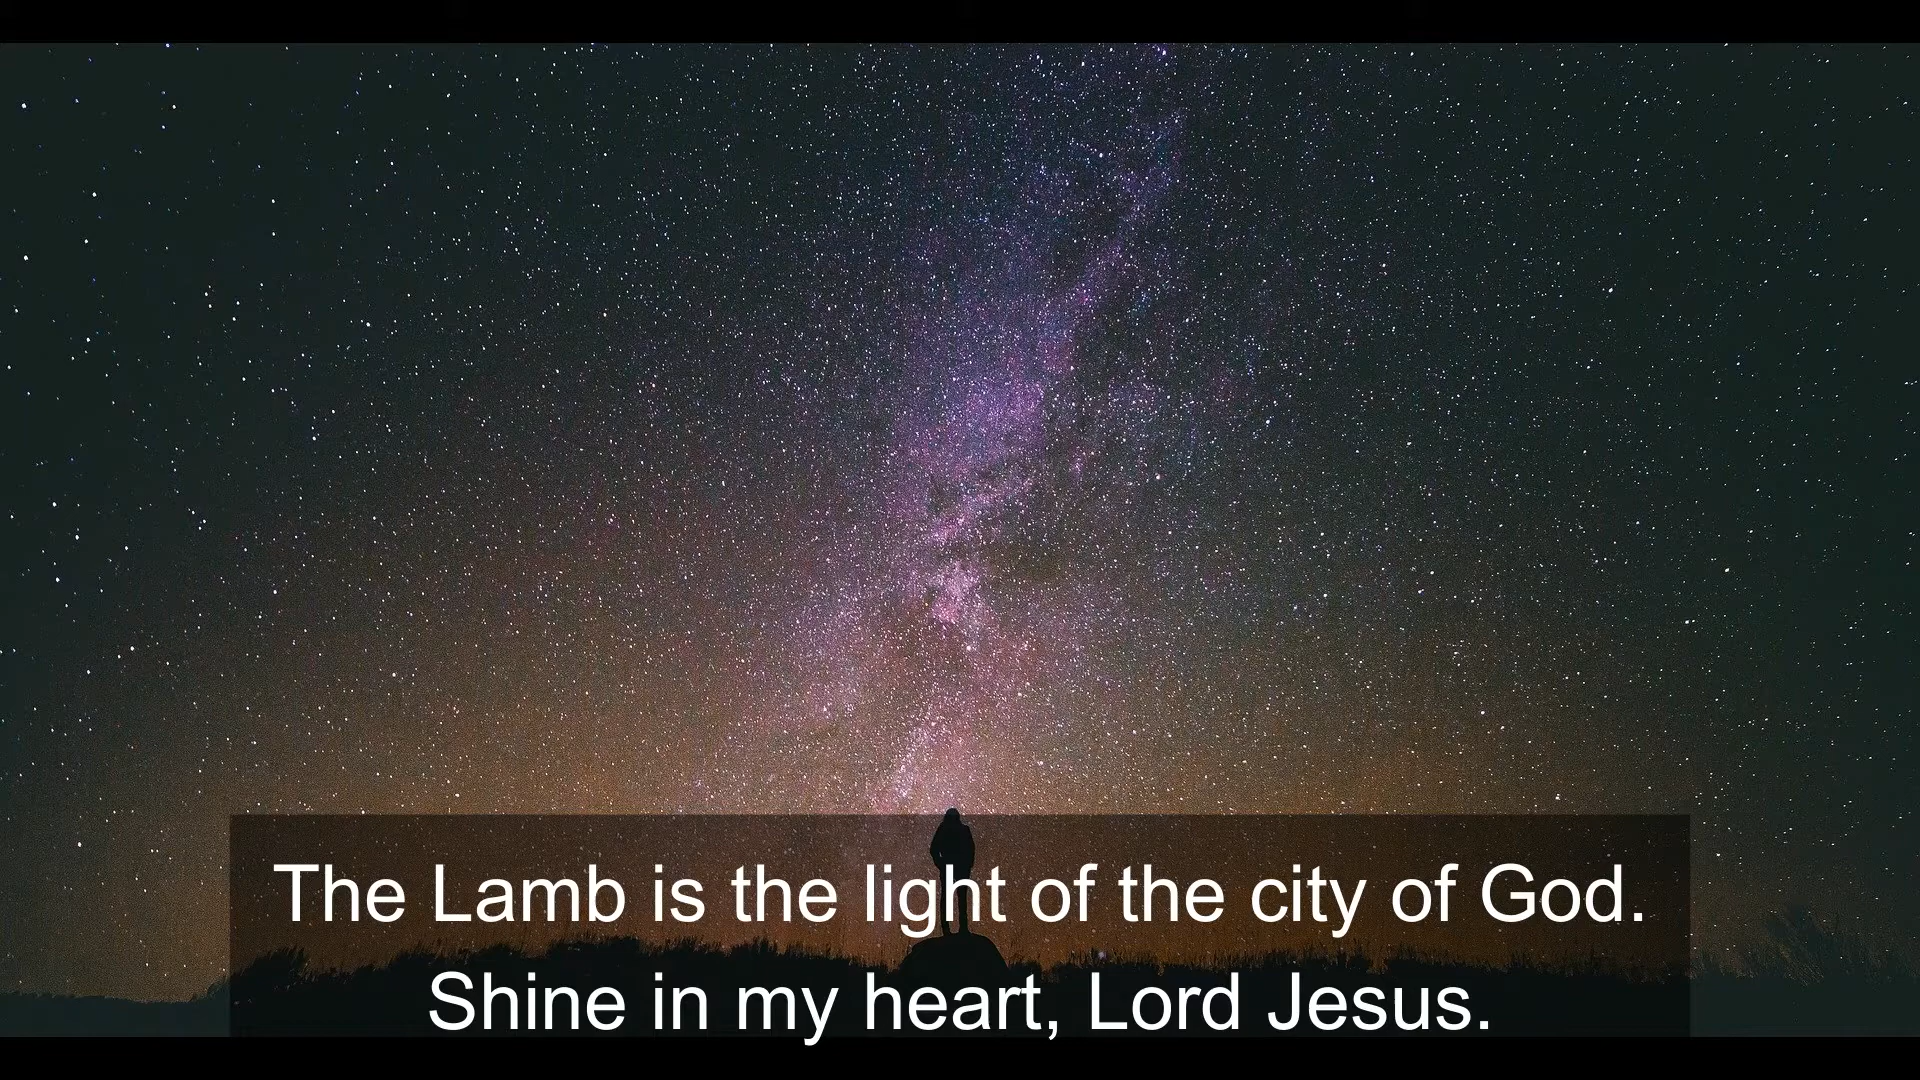 The Lamb is the light of the city of God.
Shine in my heart, Lord Jesus.